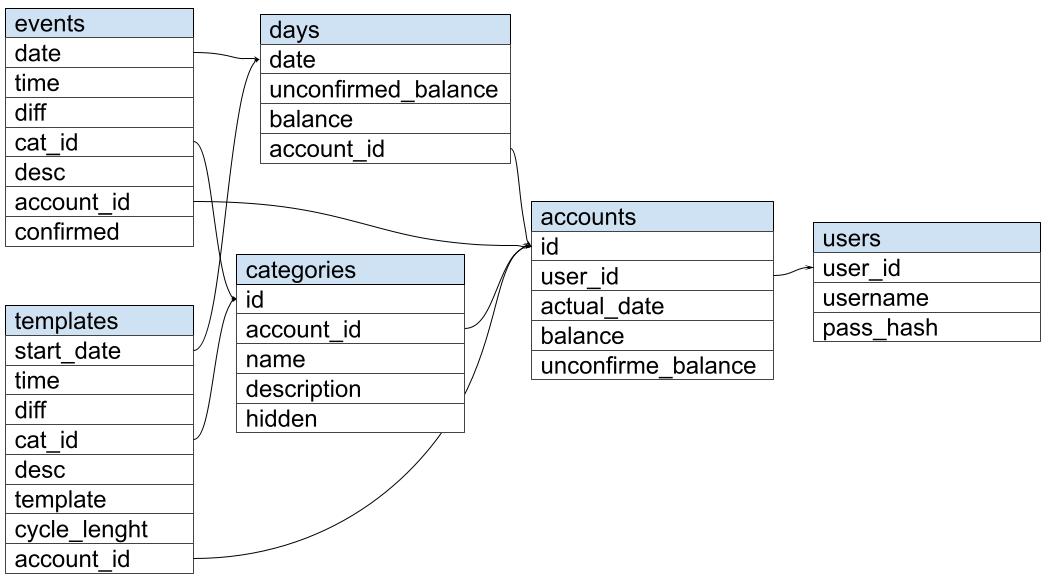 events
date
time
diff
cat_id
desc
account_id
confirmed
days
date
unconfirmed_balance
balance
account_id
templates
start_date
time
diff
cat_id
desc
template
cycle_lenght
account_id
categories
id
account_id
name
description
hidden
accounts
id
user_id
actual_date
balance
unconfirme_balance
users
user_id
username
pass_hash